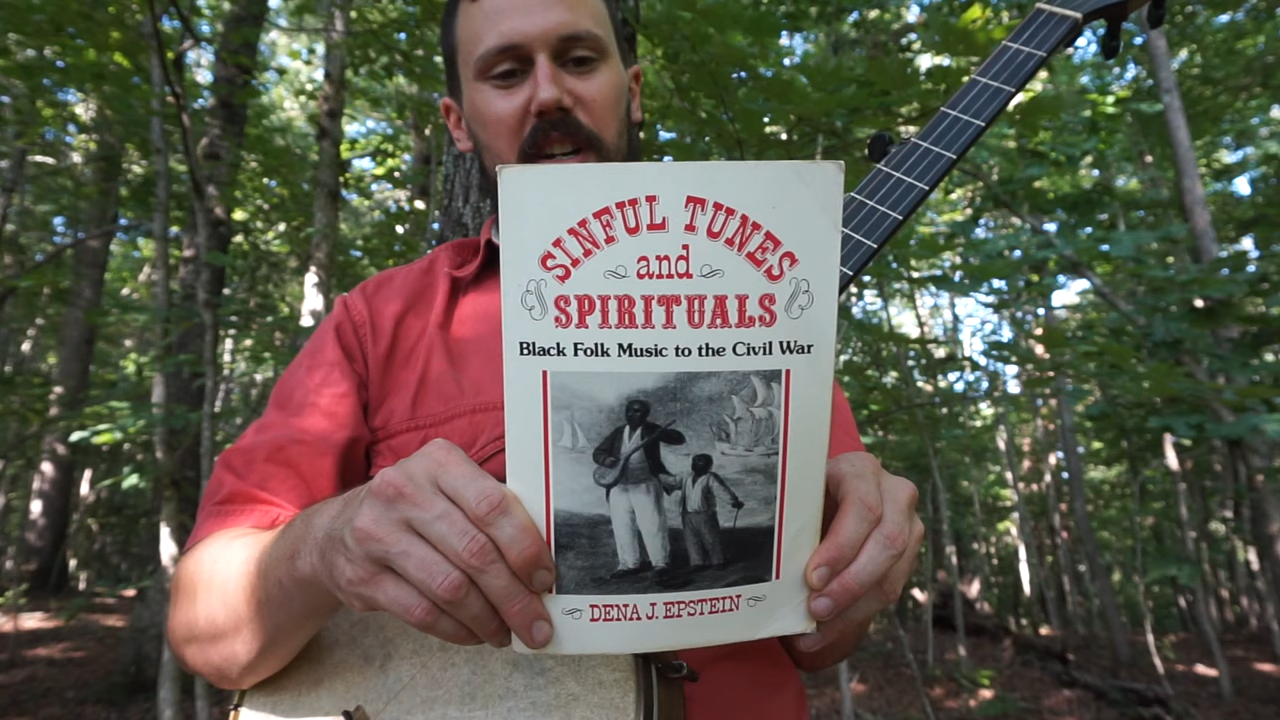 SINFUL TUNES
and
SPIRITUALS
Black Folk Music to the Civil War
DENA J. EPSTEIN